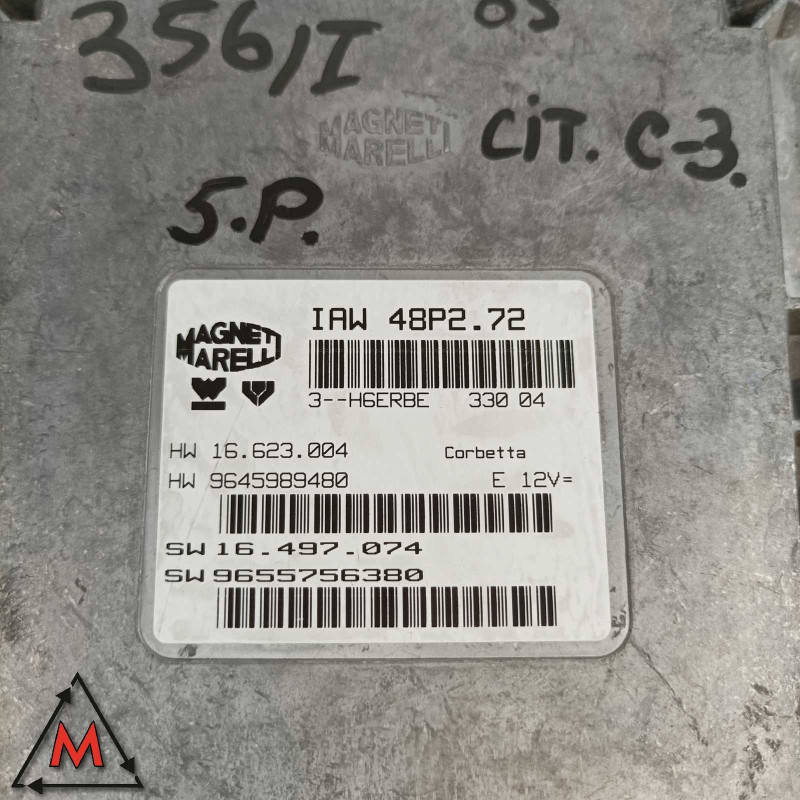 356/I
05
MAGNETI
MARELLI
CIT. C-3.
5.P.
MAGNETI
MARELLI
IAW 48P2.72
3--H6ERBE 330 04
HW 16.623.004 Corbetta
HW 9645989480 E 12V=
SW 16.497.074
SW 9655756380
M